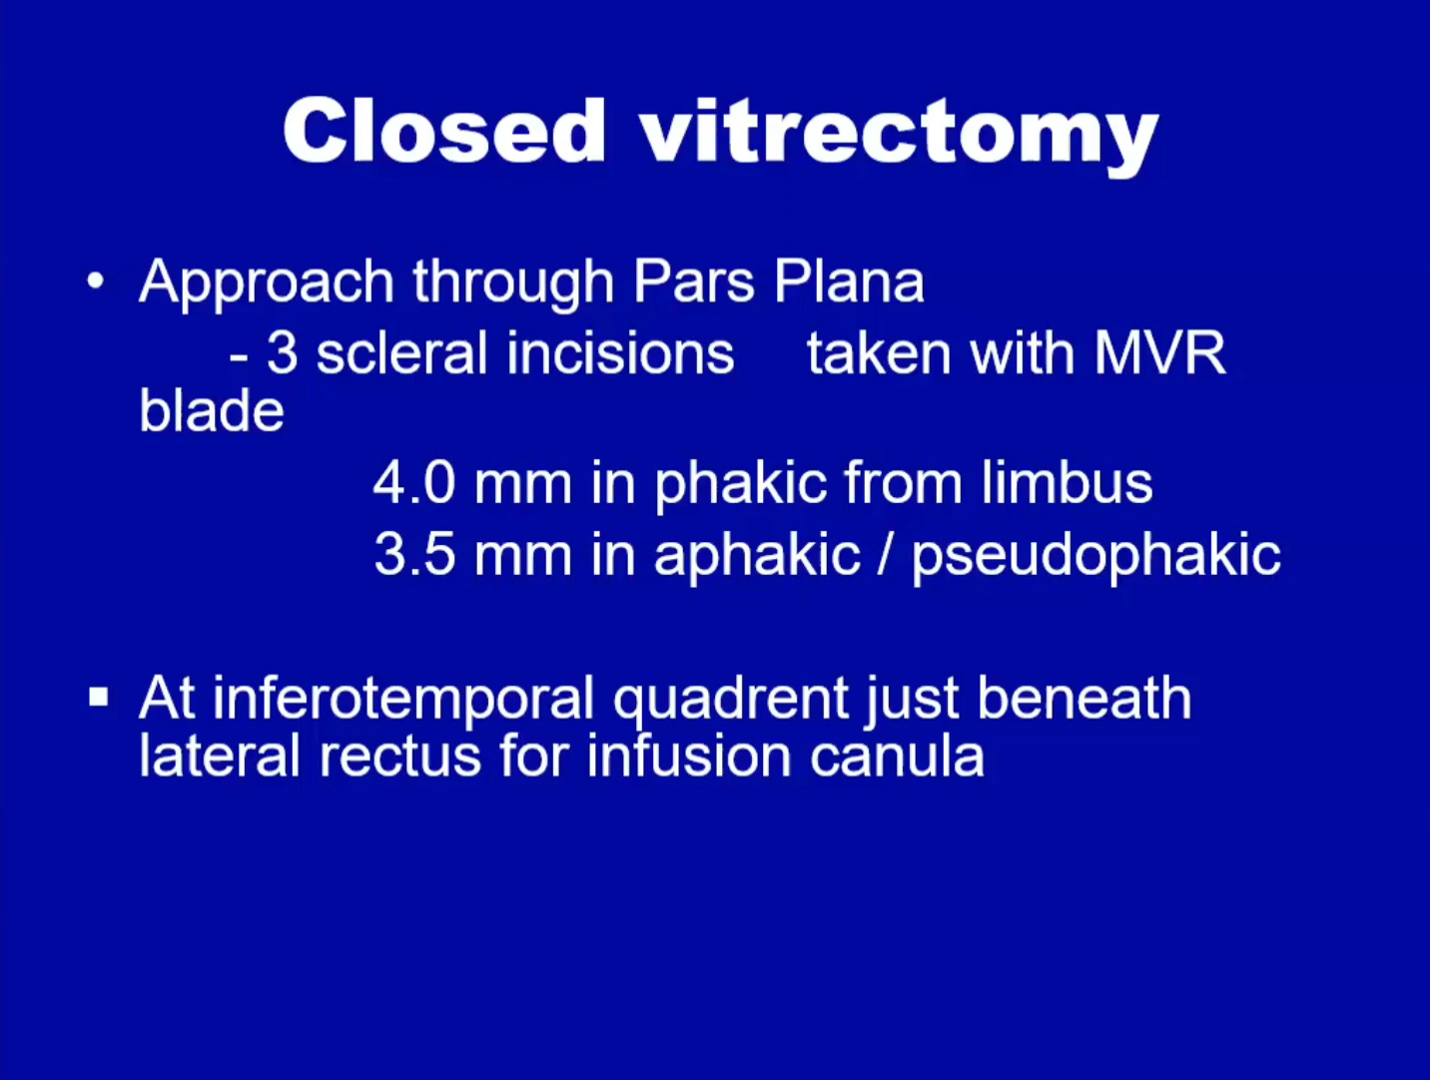 Closed vitrectomy
• Approach through Pars Plana
- 3 scleral incisions taken with MVR
blade
4.0 mm in phakic from limbus
3.5 mm in aphakic / pseudophakic
▪ At inferotemporal quadrent just beneath
lateral rectus for infusion canula